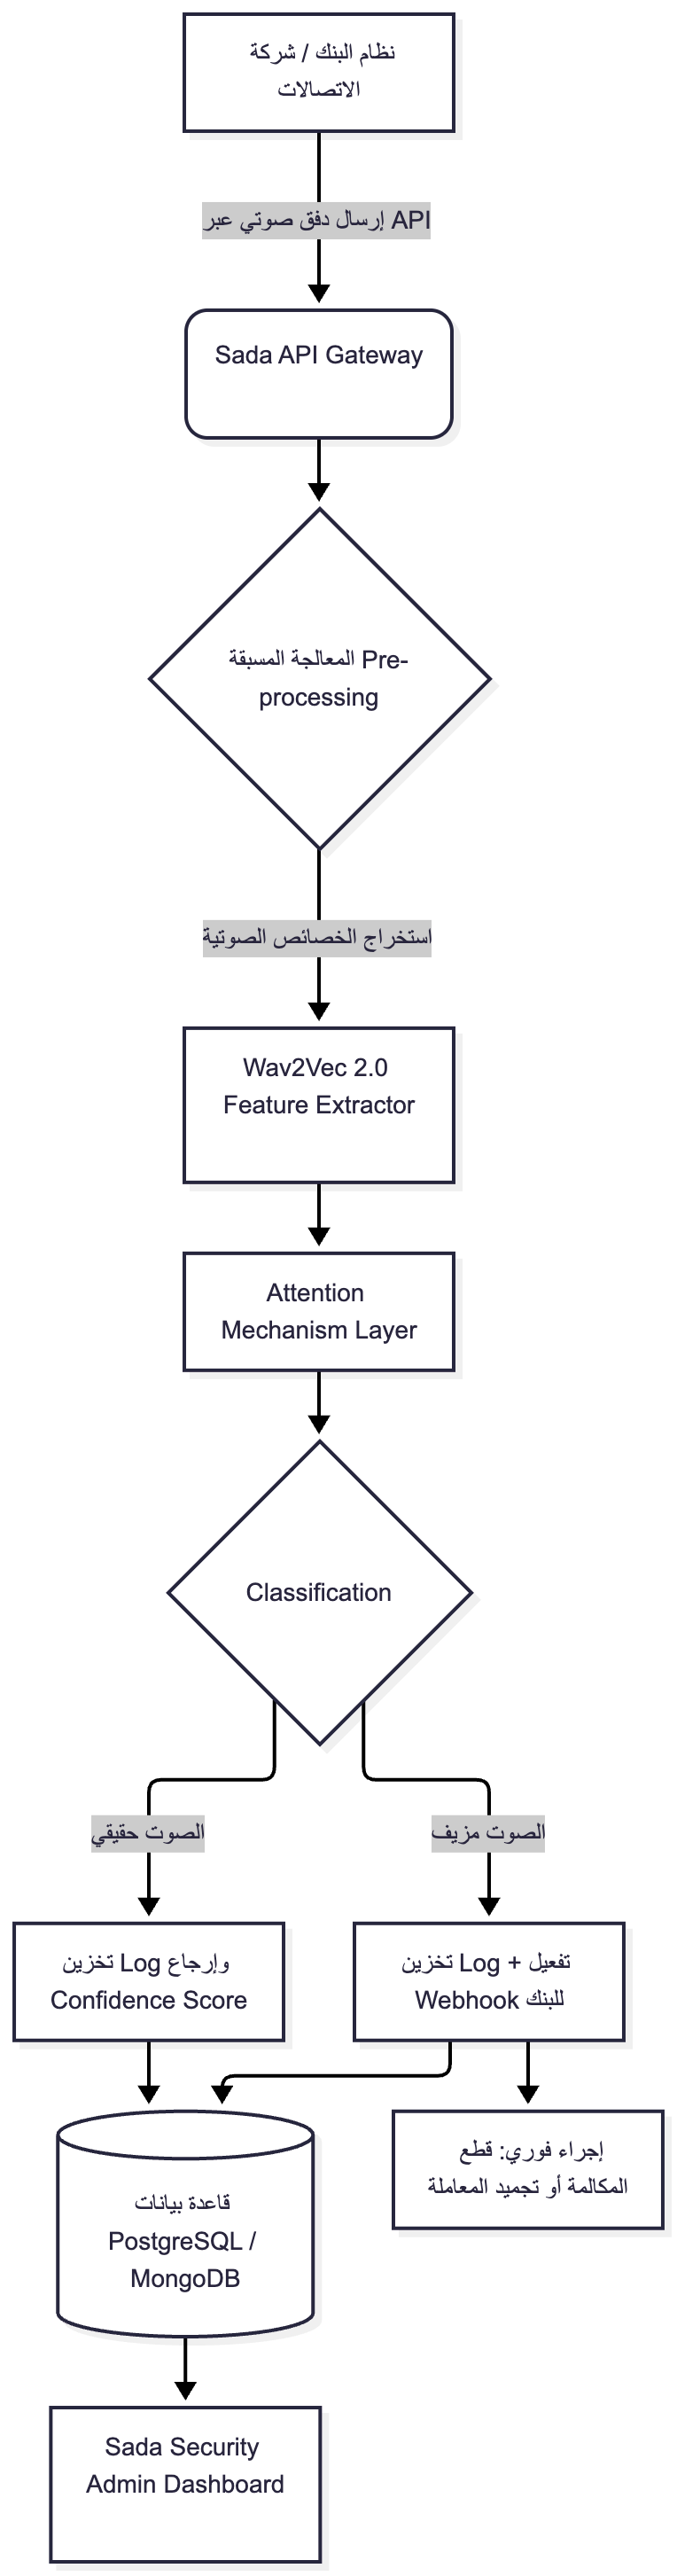 نظام البنك / شركة
الاتصالات
إرسال دفق صوتي عبر API
Sada API Gateway
المعالجة المسبقة Pre-
processing
استخراج الخصائص الصوتية
Wav2Vec 2.0
Feature Extractor
Attention
Mechanism Layer
Classification
الصوت حقيقي
الصوت مزيف
تخزين Log وإرجاع
Confidence Score
تخزين Log + تفعيل
Webhook للبنك
إجراء فوري: قطع
المكالمة أو تجميد المعاملة
قاعدة بيانات
PostgreSQL /
MongoDB
Sada Security
Admin Dashboard